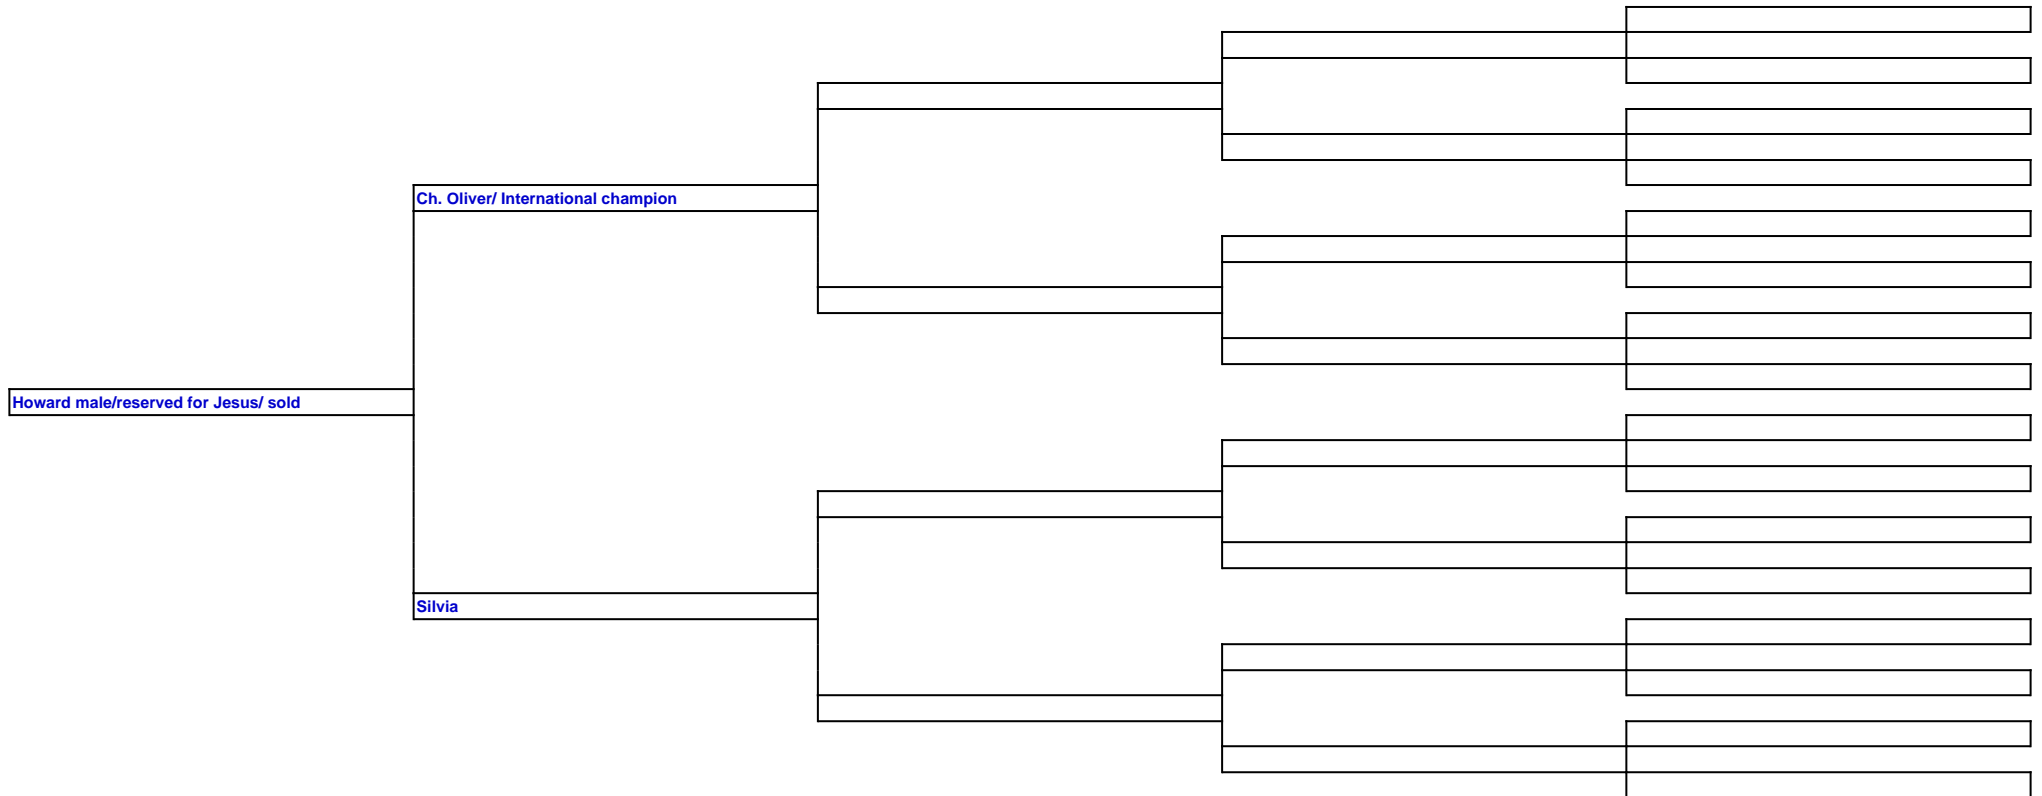 Ch. Oliver/ International champion
Howard male/reserved for Jesus/ sold
Silvia